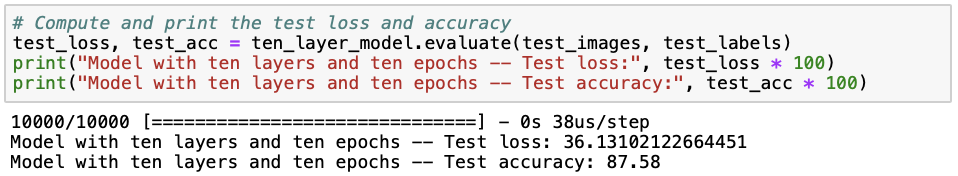 # Compute and print the test loss and accuracy
test_loss, test_acc = ten_layer_model.evaluate(test_images, test_labels)
print("Model with ten layers and ten epochs -- Test loss:", test_loss * 100)
print("Model with ten layers and ten epochs -- Test accuracy:", test_acc * 100)
10000/10000 [==============================] - 0s 38us/step
Model with ten layers and ten epochs -- Test loss: 36.13102122664451
Model with ten layers and ten epochs -- Test accuracy: 87.58